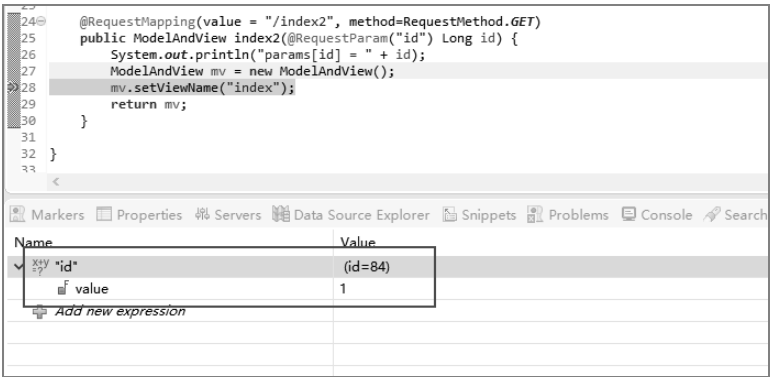 24 @RequestMapping(value = "/index2", method=RequestMethod.GET)
25 public ModelAndView index2(@RequestParam("id") Long id) {
26 System.out.println("params[id] = " + id);
27 ModelAndView mv = new ModelAndView();
28 mv.setViewName("index");
29 return mv;
30 }
31
32 }
33
<
Markers Properties Servers Data Source Explorer Snippets Problems Console Search
Name Value
x+y=? "id" (id=84)
F value 1
Add new expression